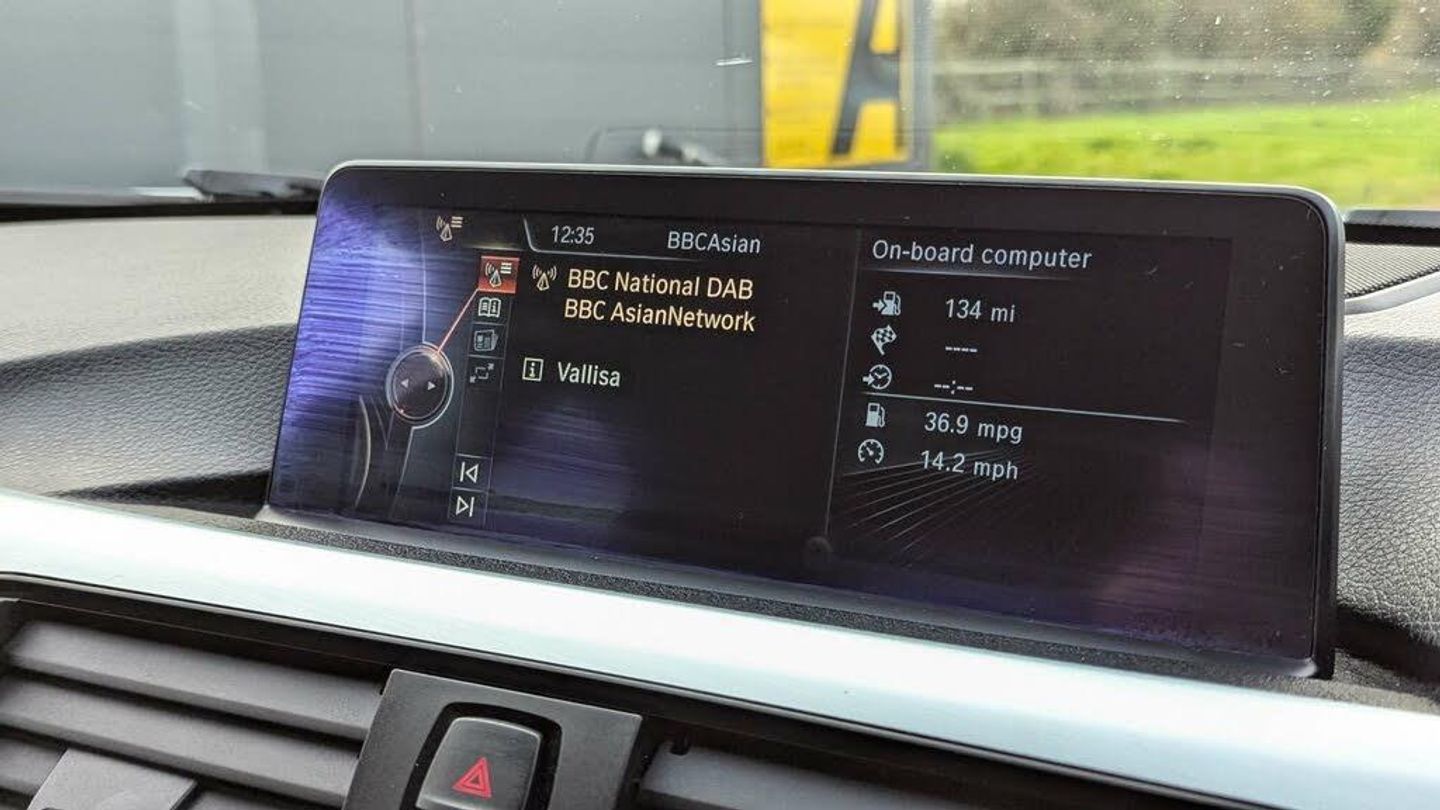 12:35
BBCAsian
BBC National DAB
BBC AsianNetwork
Vallisa
On-board computer
134 mi
----
--:--
36.9 mpg
14.2 mph
A